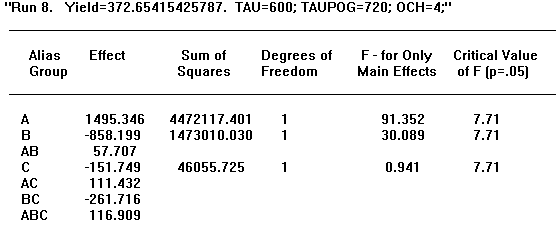 "Run 8. Yield=372.65415425787. TAU=600; TAUPOG=720; OCH=4;"
Alias Effect Sum of Degrees of F - for Only Critical Value
Group Squares Freedom Main Effects of F (p=.05)
A 1495.346 4472117.401 1 91.352 7.71
B -858.199 1473010.030 1 30.089 7.71
AB 57.707
C -151.749 46055.725 1 0.941 7.71
AC 111.432
BC -261.716
ABC 116.909